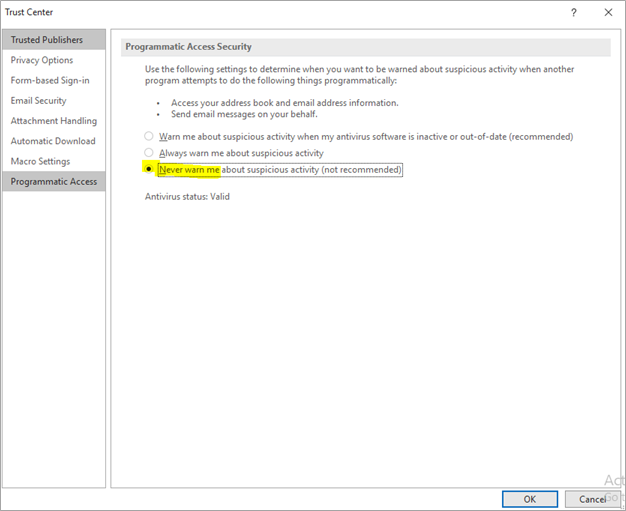 Trust Center
?
Trusted Publishers
Privacy Options
Form-based Sign-in
Email Security
Attachment Handling
Automatic Download
Macro Settings
Programmatic Access
Programmatic Access Security
Use the following settings to determine when you want to be warned about suspicious activity when another
program attempts to do the following things programmatically:
• Access your address book and email address information.
• Send email messages on your behalf.
Warn me about suspicious activity when my antivirus software is inactive or out-of-date (recommended)
Always warn me about suspicious activity
Never warn me about suspicious activity (not recommended)
Antivirus status: Valid
OK
Cancel